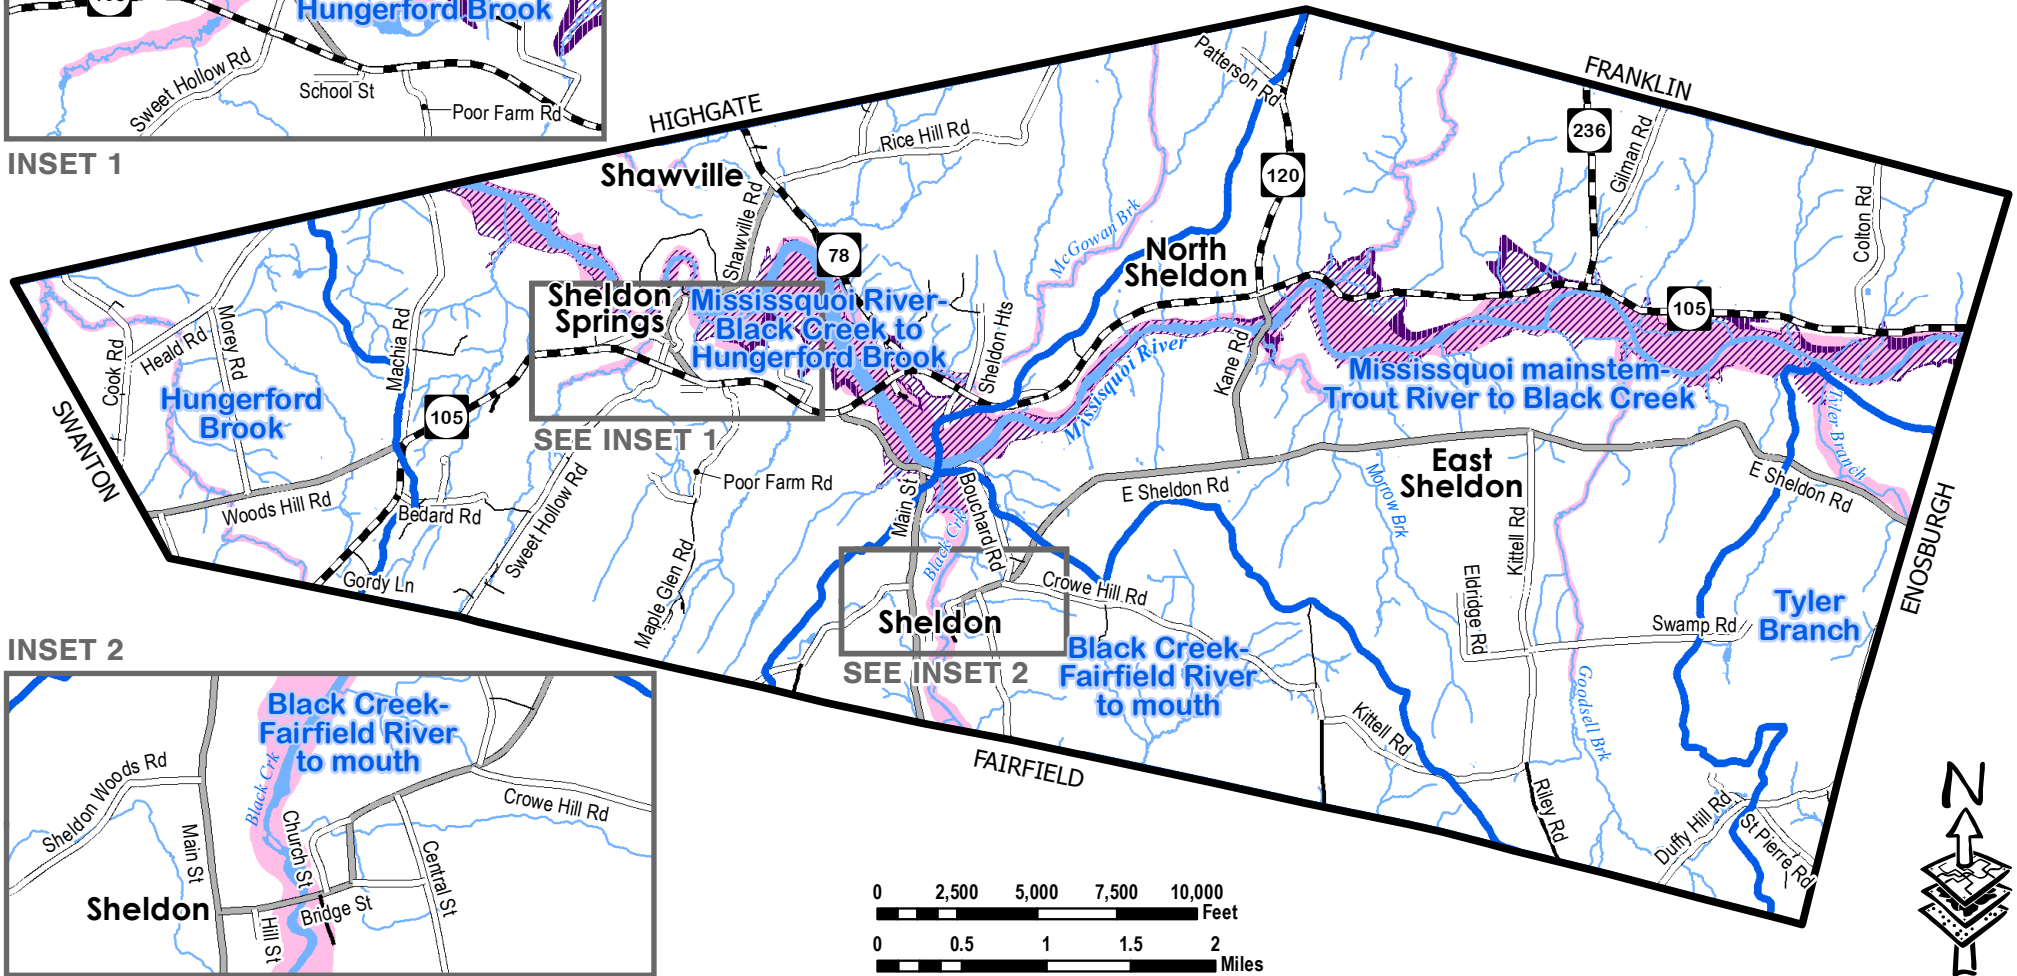 Hungerford Brook
Sweet Hollow Rd
School St
Poor Farm Rd
INSET 1
HIGHGATE
FRANKLIN
Patterson Rd
236
Gilman Rd
Rice Hill Rd
Shawville
120
Colton Rd
Shawville Rd
McGowan Brk
78
North
Sheldon
Machia Rd
Sheldon
Springs
Mississquoi River-
Black Creek to
Hungerford Brook
Sheldon Hts
105
Cook Rd
Heald Rd
Morey Rd
Missisquoi River
Kane Rd
Mississquoi mainstem-
Trout River to Black Creek
Hungerford
Brook
105
SWANTON
SEE INSET 1
Tyler Branch
East
Sheldon
Poor Farm Rd
E Sheldon Rd
E Sheldon Rd
Woods Hill Rd
Bedard Rd
Sweet Hollow Rd
Main St
Bouchard Rd
Black Crk
Morrow Brk
Kittell Rd
ENOSBURGH
Gordy Ln
Maple Glen Rd
Crowe Hill Rd
Eldridge Rd
Tyler
Branch
Swamp Rd
Sheldon
SEE INSET 2
Black Creek-
Fairfield River
to mouth
Goodsell Brk
Kittell Rd
FAIRFIELD
Riley Rd
Duffy Hill Rd
St Pierre Rd
N
INSET 2
Black Creek-
Fairfield River
to mouth
Sheldon Woods Rd
Black Crk
Crowe Hill Rd
Main St
Church St
Central St
Sheldon
Hill St
Bridge St
0 2,500 5,000 7,500 10,000
Feet
0 0.5 1 1.5 2
Miles